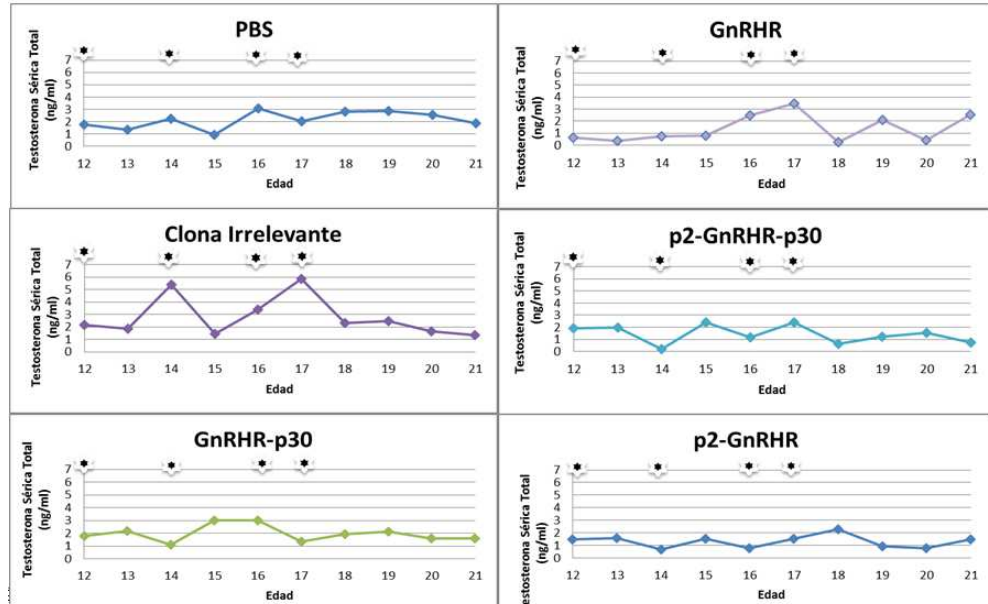 PBS
Testosterona Sérica Total
(ng/ml)
7
6
5
4
3
2
1
0
12 13 14 15 16 17 18 19 20 21
Edad
GnRHR
Testosterona Sérica Total
(ng/ml)
7
6
5
4
3
2
1
0
12 13 14 15 16 17 18 19 20 21
Edad
Clona Irrelevante
Testosterona Sérica Total
(ng/ml)
7
6
5
4
3
2
1
0
12 13 14 15 16 17 18 19 20 21
Edad
p2-GnRHR-p30
Testosterona Sérica Total
(ng/ml)
7
6
5
4
3
2
1
0
12 13 14 15 16 17 18 19 20 21
Edad
GnRHR-p30
Testosterona Sérica Total
(ng/ml)
7
6
5
4
3
2
1
0
12 13 14 15 16 17 18 19 20 21
Edad
p2-GnRHR
Testosterona Sérica Total
(ng/ml)
7
6
5
4
3
2
1
0
12 13 14 15 16 17 18 19 20 21
Edad